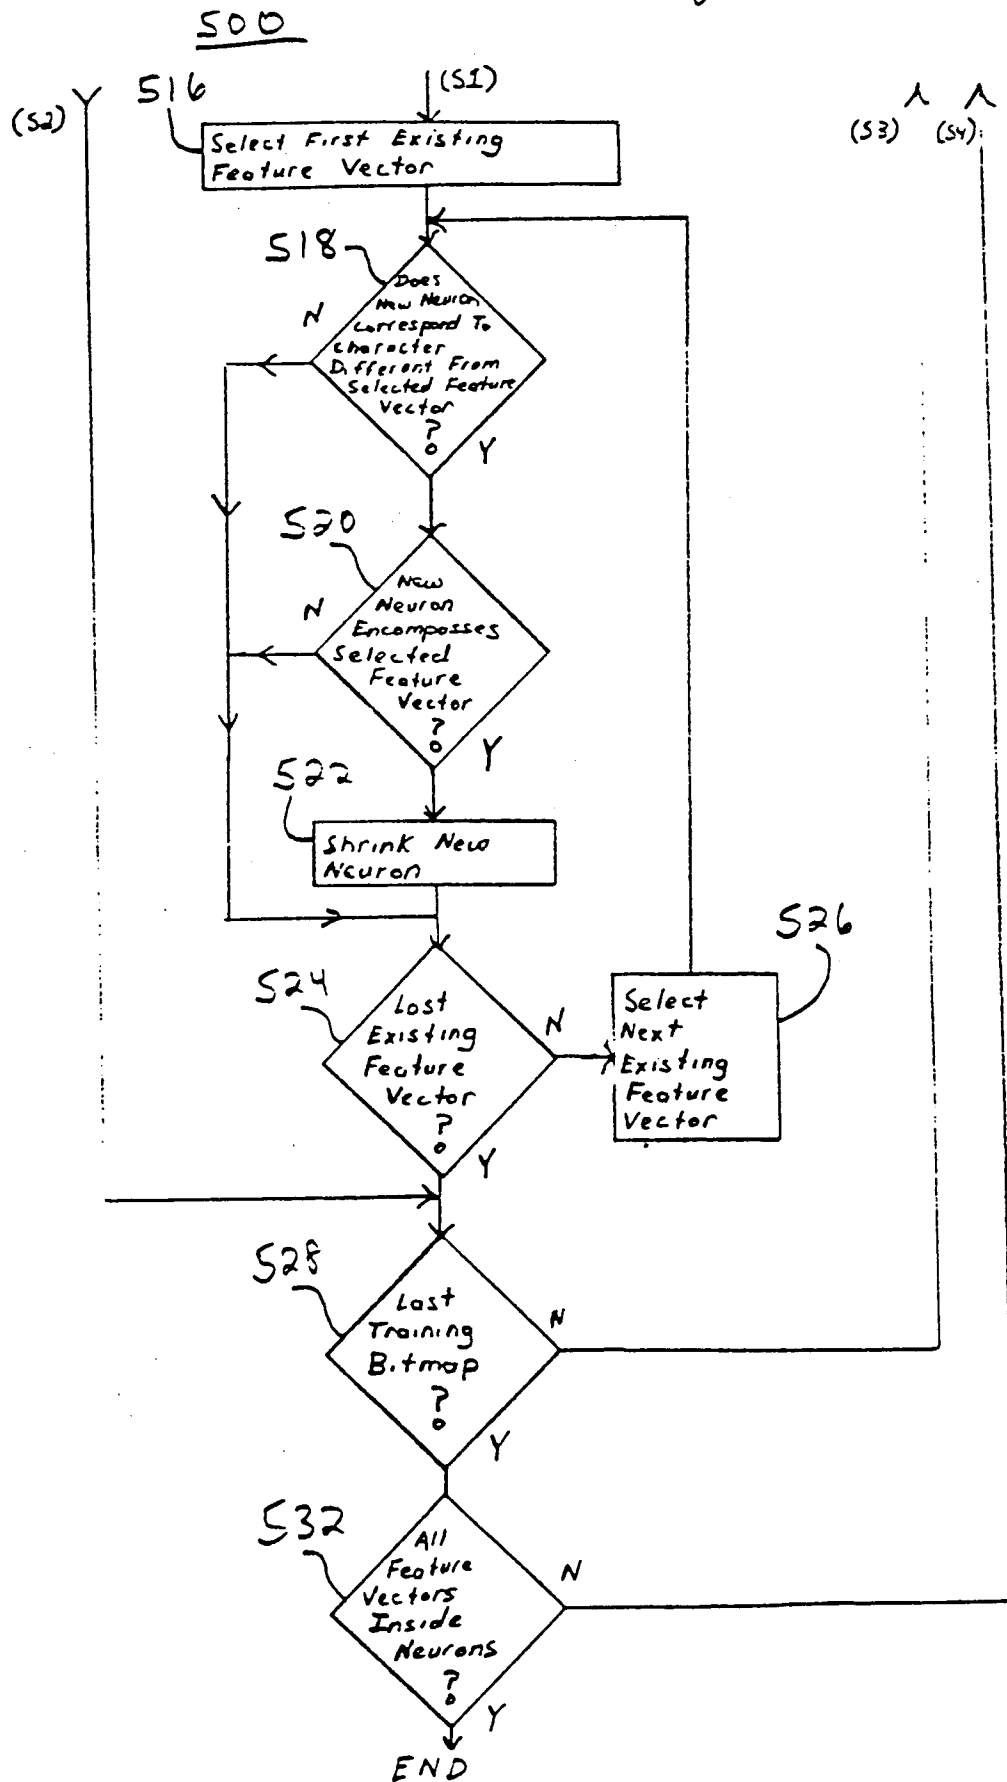 500
516
(S1)
(S2)
(S3)
(S4)
Select First Existing
Feature Vector
518
Does
New Neuron
Correspond To
Character
Different From
Selected Feature
Vector
?
N
Y
520
New
Neuron
Encompasses
Selected
Feature
Vector
?
N
Y
522
Shrink New
Neuron
524
Last
Existing
Feature
Vector
?
N
Y
526
Select
Next
Existing
Feature
Vector
528
Last
Training
Bitmap
?
N
Y
532
All
Feature
Vectors
Inside
Neurons
?
N
Y
END